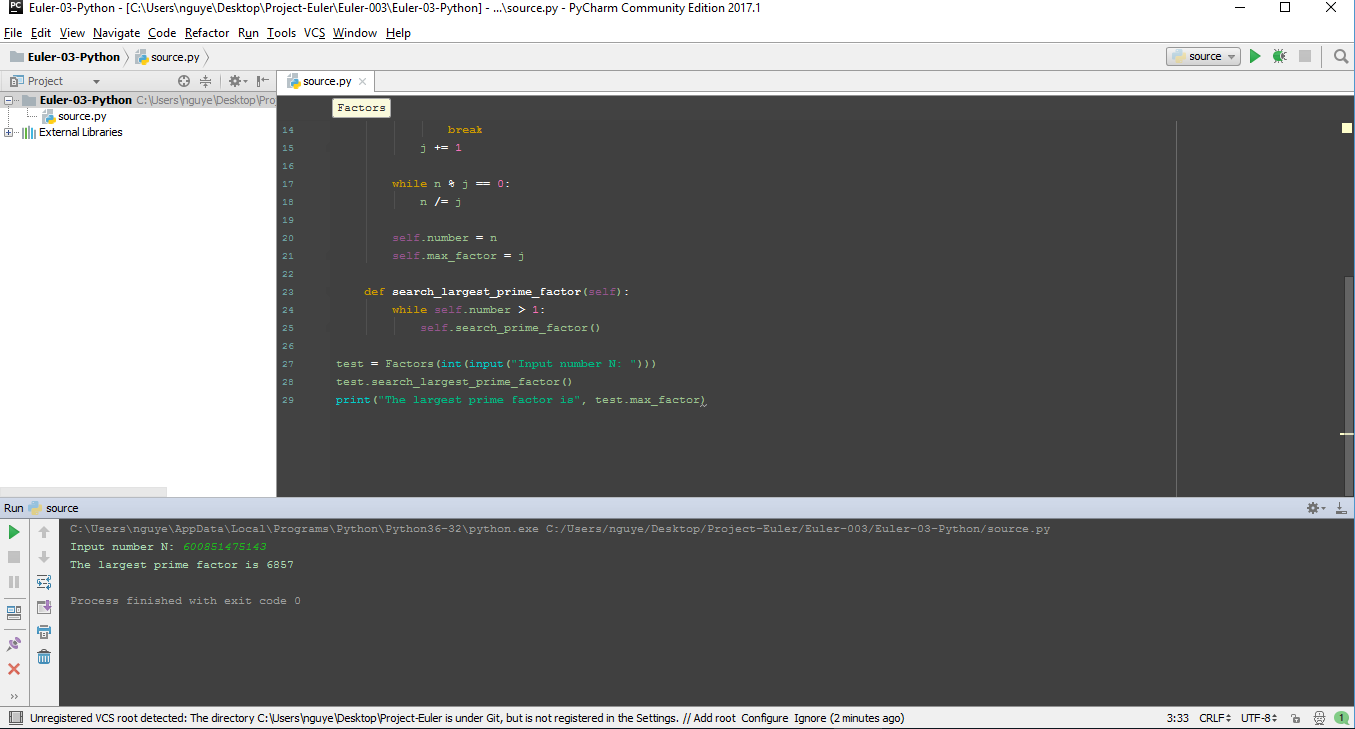 Euler-03-Python - [C:\Users\nguye\Desktop\Project-Euler\Euler-003\Euler-03-Python] - ...\source.py - PyCharm Community Edition 2017.1
File Edit View Navigate Code Refactor Run Tools VCS Window Help
Euler-03-Python source.py source
Project source.py
Euler-03-Python C:\Users\nguye\Desktop\Pro
source.py
External Libraries
Factors
14 break
15 j += 1
16
17 while n % j == 0:
18 n /= j
19
20 self.number = n
21 self.max_factor = j
22
23 def search_largest_prime_factor(self):
24 while self.number > 1:
25 self.search_prime_factor()
26
27 test = Factors(int(input("Input number N: ")))
28 test.search_largest_prime_factor()
29 print("The largest prime factor is", test.max_factor)
Run source
C:\Users\nguye\AppData\Local\Programs\Python\Python36-32\python.exe C:/Users/nguye/Desktop/Project-Euler/Euler-003/Euler-03-Python/source.py
Input number N: 600851475143
The largest prime factor is 6857
Process finished with exit code 0
Unregistered VCS root detected: The directory C:\Users\nguye\Desktop\Project-Euler is under Git, but is not registered in the Settings. // Add root Configure Ignore (2 minutes ago) 3:33 CRLF UTF-8 1